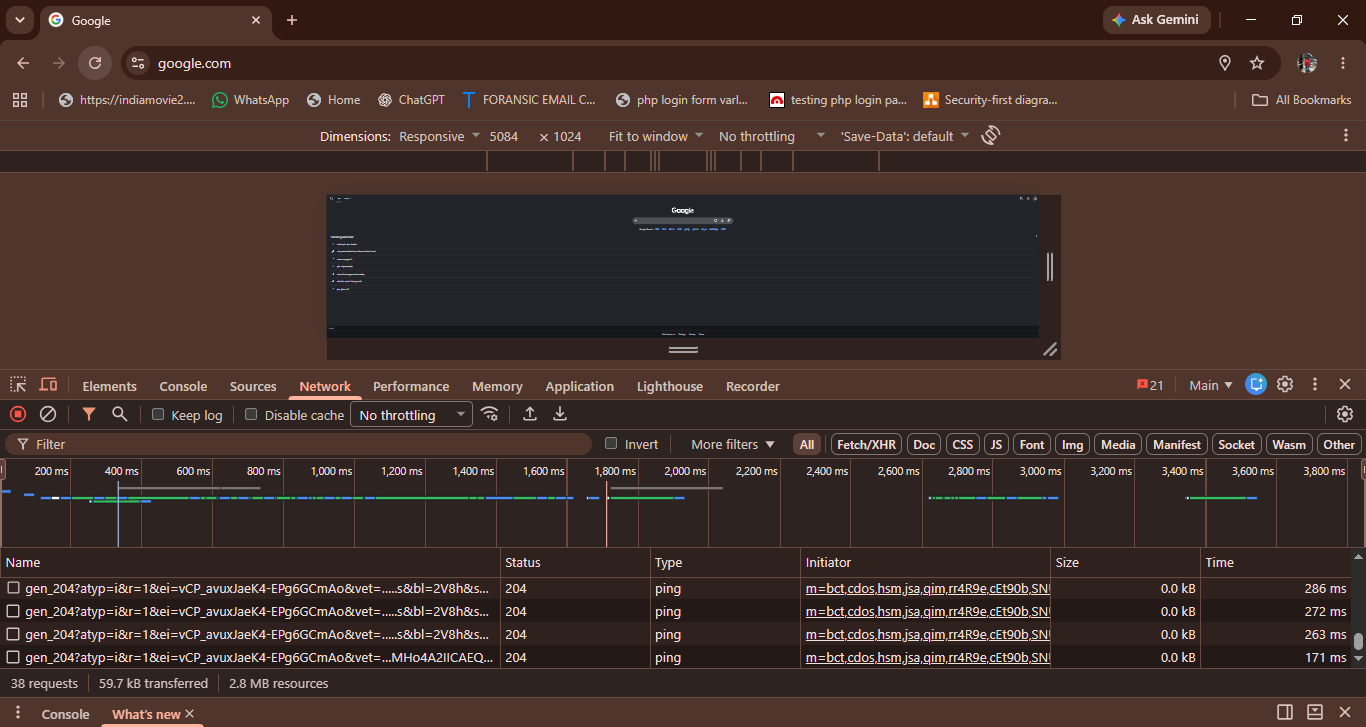 Google
Ask Gemini
google.com
https://indiamovie2.... WhatsApp Home ChatGPT FORANSIC EMAIL C... php login form varl... testing php login pa... Security-first diagra... All Bookmarks
Dimensions: Responsive 5084 × 1024 Fit to window No throttling 'Save-Data': default
Google
Elements Console Sources Network Performance Memory Application Lighthouse Recorder 21 Main
Keep log Disable cache No throttling
Filter Invert More filters All Fetch/XHR Doc CSS JS Font Img Media Manifest Socket Wasm Other
200 ms 400 ms 600 ms 800 ms 1,000 ms 1,200 ms 1,400 ms 1,600 ms 1,800 ms 2,000 ms 2,200 ms 2,400 ms 2,600 ms 2,800 ms 3,000 ms 3,200 ms 3,400 ms 3,600 ms 3,800 ms
Name Status Type Initiator Size Time
gen_204?atyp=i&r=1&ei=vCP_avuxJaeK4-EPg6GCmAo&vet=.....s&bl=2V8h&s... 204 ping m=bct,cdos,hsm,jsa,qim,rr4R9e,cEt90b,SN 0.0 kB 286 ms
gen_204?atyp=i&r=1&ei=vCP_avuxJaeK4-EPg6GCmAo&vet=.....s&bl=2V8h&s... 204 ping m=bct,cdos,hsm,jsa,qim,rr4R9e,cEt90b,SN 0.0 kB 272 ms
gen_204?atyp=i&r=1&ei=vCP_avuxJaeK4-EPg6GCmAo&vet=.....s&bl=2V8h&s... 204 ping m=bct,cdos,hsm,jsa,qim,rr4R9e,cEt90b,SN 0.0 kB 263 ms
gen_204?atyp=i&r=1&ei=vCP_avuxJaeK4-EPg6GCmAo&vet=...MHo4A2IICAEQ... 204 ping m=bct,cdos,hsm,jsa,qim,rr4R9e,cEt90b,SN 0.0 kB 171 ms
38 requests 59.7 kB transferred 2.8 MB resources
Console What's new